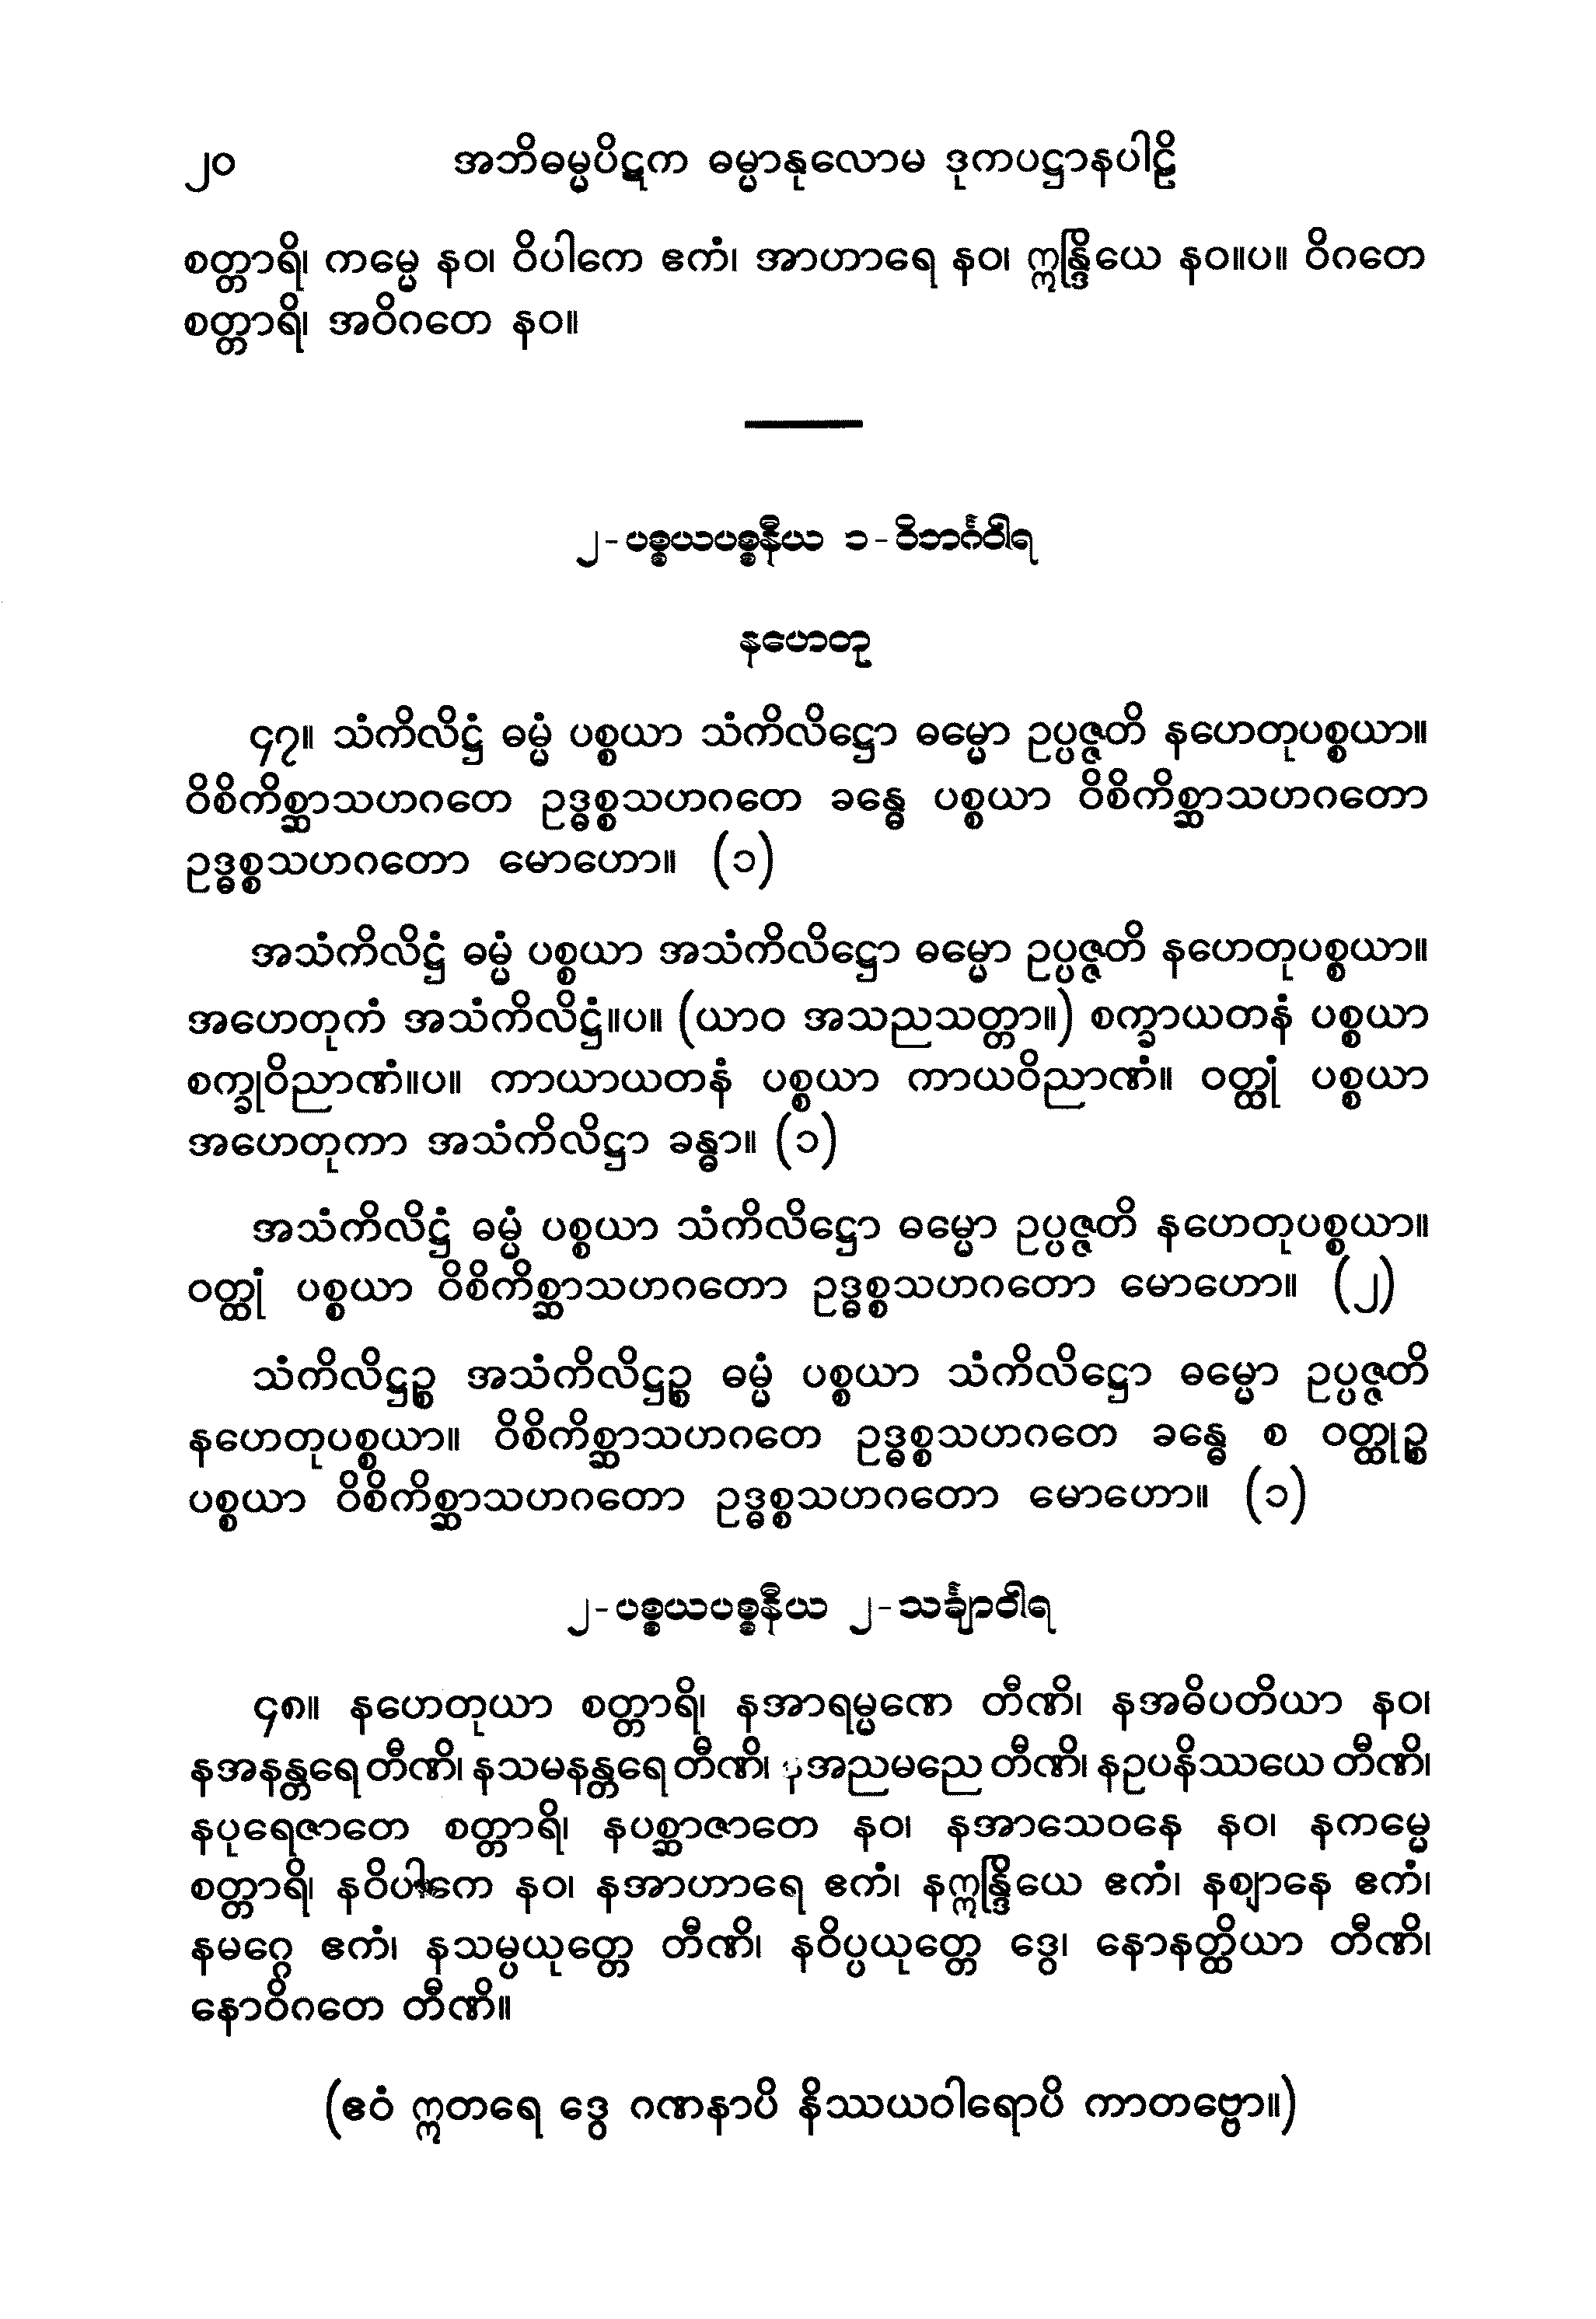 ၂၀ အဘိဓမ္မပိဋက ဓမ္မာနုလောမ ဒုကပဋ္ဌာနပါဠိ
စတ္တာရိ၊ ကမ္မေ နဝ၊ ဝိပါကေ ဧကံ၊ အာဟာရေ နဝ၊ ဣန္ဒြိယေ နဝ။ပ။ ဝိဂတေ
စတ္တာရိ၊ အဝိဂတေ နဝ။
၂-ပစ္စယပစ္စနီယ ၁-ဝိဘင်္ဂဝါရ
နဟေတု
၄၇။ သံကိလိဋ္ဌံ ဓမ္မံ ပစ္စယာ သံကိလိဋ္ဌော ဓမ္မော ဥပ္ပဇ္ဇတိ နဟေတုပစ္စယာ။
ဝိစိကိစ္ဆာသဟဂတေ ဥဒ္ဓစ္စသဟဂတေ ခန္ဓေ ပစ္စယာ ဝိစိကိစ္ဆာသဟဂတော
ဥဒ္ဓစ္စသဟဂတော မောဟော။ (၁)
အသံကိလိဋ္ဌံ ဓမ္မံ ပစ္စယာ အသံကိလိဋ္ဌော ဓမ္မော ဥပ္ပဇ္ဇတိ နဟေတုပစ္စယာ။
အဟေတုကံ အသံကိလိဋ္ဌံ။ပ။ (ယာဝ အသညသတ္တာ။) စက္ခာယတနံ ပစ္စယာ
စက္ခုဝိညာဏံ။ပ။ ကာယာယတနံ ပစ္စယာ ကာယဝိညာဏံ။ ဝတ္ထုံ ပစ္စယာ
အဟေတုကာ အသံကိလိဋ္ဌာ ခန္ဓာ။ (၁)
အသံကိလိဋ္ဌံ ဓမ္မံ ပစ္စယာ သံကိလိဋ္ဌော ဓမ္မော ဥပ္ပဇ္ဇတိ နဟေတုပစ္စယာ။
ဝတ္ထုံ ပစ္စယာ ဝိစိကိစ္ဆာသဟဂတော ဥဒ္ဓစ္စသဟဂတော မောဟော။ (၂)
သံကိလိဋ္ဌဉ္စ အသံကိလိဋ္ဌဉ္စ ဓမ္မံ ပစ္စယာ သံကိလိဋ္ဌော ဓမ္မော ဥပ္ပဇ္ဇတိ
နဟေတုပစ္စယာ။ ဝိစိကိစ္ဆာသဟဂတေ ဥဒ္ဓစ္စသဟဂတေ ခန္ဓေ စ ဝတ္ထုဉ္စ
ပစ္စယာ ဝိစိကိစ္ဆာသဟဂတော ဥဒ္ဓစ္စသဟဂတော မောဟော။ (၁)
၂-ပစ္စယပစ္စနီယ ၂-သင်္ချာဝါရ
၄၈။ နဟေတုယာ စတ္တာရိ၊ နအာရမ္မဏေ တီဏိ၊ နအဓိပတိယာ နဝ၊
နအနန္တရေ တီဏိ၊ နသမနန္တရေ တီဏိ၊ နအညမညေ တီဏိ၊ နဥပနိဿယေ တီဏိ၊
နပုရေဇာတေ စတ္တာရိ၊ နပစ္ဆာဇာတေ နဝ၊ နအာသေဝနေ နဝ၊ နကမ္မေ
စတ္တာရိ၊ နဝိပါကေ နဝ၊ နအာဟာရေ ဧကံ၊ နဣန္ဒြိယေ ဧကံ၊ နဈာနေ ဧကံ၊
နမဂ္ဂေ ဧကံ၊ နသမ္ပယုတ္တေ တီဏိ၊ နဝိပ္ပယုတ္တေ ဒွေ၊ နောနတ္ထိယာ တီဏိ၊
နောဝိဂတေ တီဏိ။
(ဧဝံ ဣတရေ ဒွေ ဂဏနာပိ နိဿယဝါရောပိ ကာတဗ္ဗော။)